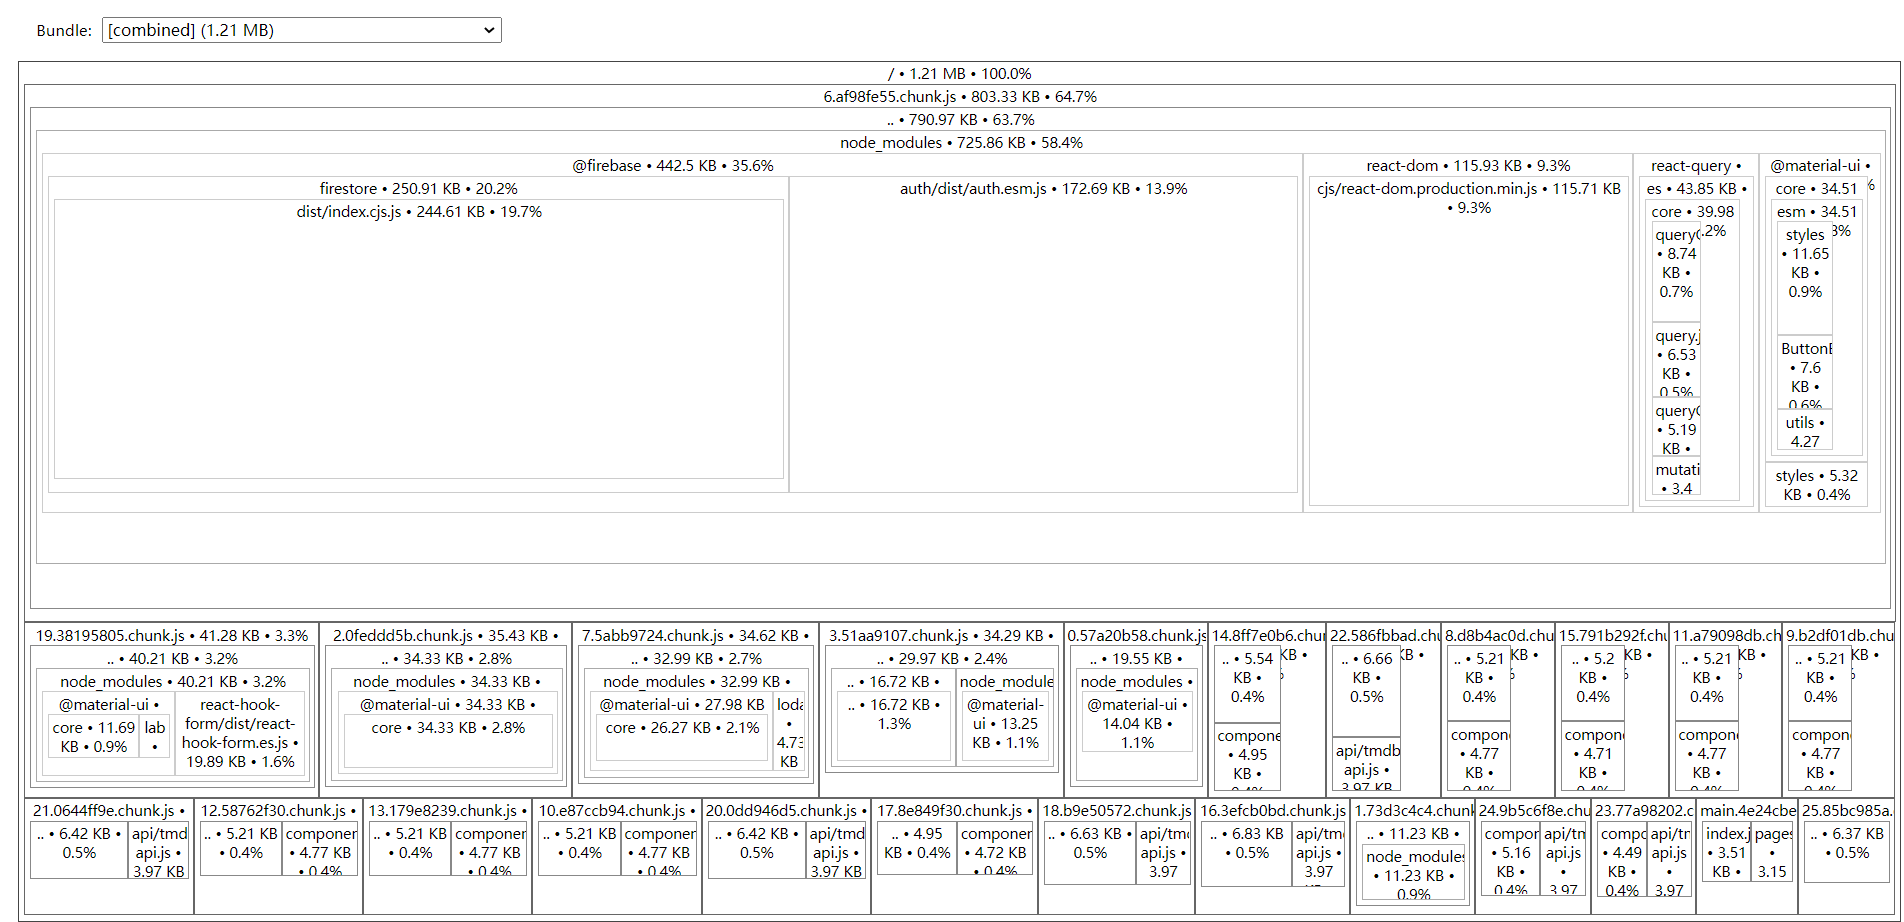 Bundle: [combined] (1.21 MB)
/ • 1.21 MB • 100.0%
6.af98fe55.chunk.js • 803.33 KB • 64.7%
.. • 790.97 KB • 63.7%
node_modules • 725.86 KB • 58.4%
@firebase • 442.5 KB • 35.6%
firestore • 250.91 KB • 20.2%
dist/index.cjs.js • 244.61 KB • 19.7%
auth/dist/auth.esm.js • 172.69 KB • 13.9%
react-dom • 115.93 KB • 9.3%
cjs/react-dom.production.min.js • 115.71 KB
• 9.3%
react-query •
es • 43.85 KB •
core • 39.98
.2%
• 8.74
KB •
0.7%
query.j
• 6.53
KB •
0.5%
• 5.19
KB •
mutati
• 3.4
@material-ui •
core • 34.51
esm • 34.51
styles
• 11.65
KB •
0.9%
• 7.6
KB •
0.6%
utils •
4.27
styles • 5.32
KB • 0.4%
19.38195805.chunk.js • 41.28 KB • 3.3%
.. • 40.21 KB • 3.2%
node_modules • 40.21 KB • 3.2%
@material-ui •
core • 11.69
KB • 0.9%
lab
•
react-hook-
form/dist/react-
hook-form.es.js •
19.89 KB • 1.6%
2.0feddd5b.chunk.js • 35.43 KB •
.. • 34.33 KB • 2.8%
node_modules • 34.33 KB •
@material-ui • 34.33 KB •
core • 34.33 KB • 2.8%
7.5abb9724.chunk.js • 34.62 KB •
.. • 32.99 KB • 2.7%
node_modules • 32.99 KB •
@material-ui • 27.98 KB
core • 26.27 KB • 2.1%
loda
•
4.73
KB
3.51aa9107.chunk.js • 34.29 KB •
.. • 29.97 KB • 2.4%
.. • 16.72 KB •
.. • 16.72 KB •
1.3%
node_module
@material-
ui • 13.25
KB • 1.1%
0.57a20b58.chunk.js
.. • 19.55 KB •
node_modules •
@material-ui •
14.04 KB •
1.1%
14.8ff7e0b6.chu
KB •
.. • 5.54
KB •
0.4%
compone
• 4.95
KB •
22.586fbbad.chu
KB •
.. • 6.66
KB •
0.5%
api/tmdb
api.js •
3.97 KB
8.d8b4ac0d.chu
KB •
.. • 5.21
KB •
0.4%
compon
• 4.77
KB •
0.4%
15.791b292f.chu
KB •
.. • 5.2
KB •
0.4%
compon
• 4.71
KB •
0.4%
11.a79098db.ch
KB •
.. • 5.21
KB •
0.4%
compon
• 4.77
KB •
0.4%
9.b2df01db.chu
KB •
.. • 5.21
KB •
0.4%
compon
• 4.77
KB •
0.4%
21.0644ff9e.chunk.js •
.. • 6.42 KB •
0.5%
api/tmd
api.js •
3.97 KB
12.58762f30.chunk.js •
.. • 5.21 KB
• 0.4%
componen
• 4.77 KB
• 0.4%
13.179e8239.chunk.js •
.. • 5.21 KB
• 0.4%
componen
• 4.77 KB
• 0.4%
10.e87ccb94.chunk.js •
.. • 5.21 KB
• 0.4%
componen
• 4.77 KB
• 0.4%
20.0dd946d5.chunk.js •
.. • 6.42 KB •
0.5%
api/tmd
api.js •
3.97 KB
17.8e849f30.chunk.js •
.. • 4.95
KB • 0.4%
componen
• 4.72 KB
• 0.4%
18.b9e50572.chunk.js
.. • 6.63 KB •
0.5%
api/tm
api.js •
3.97
16.3efcb0bd.chunk.js
.. • 6.83 KB
• 0.5%
api/tm
api.js •
3.97
1.73d3c4c4.chunk
.. • 11.23 KB •
node_modules
• 11.23 KB •
0.9%
24.9b5c6f8e.chu
compor
• 5.16
KB •
0.4%
api/tn
api.js
•
3.97
23.77a98202.c
compo
• 4.49
KB •
0.4%
api/tn
api.js
•
3.97
main.4e24cbe
index.j
• 3.51
KB •
pages
•
3.15
25.85bc985a.
.. • 6.37 KB
• 0.5%